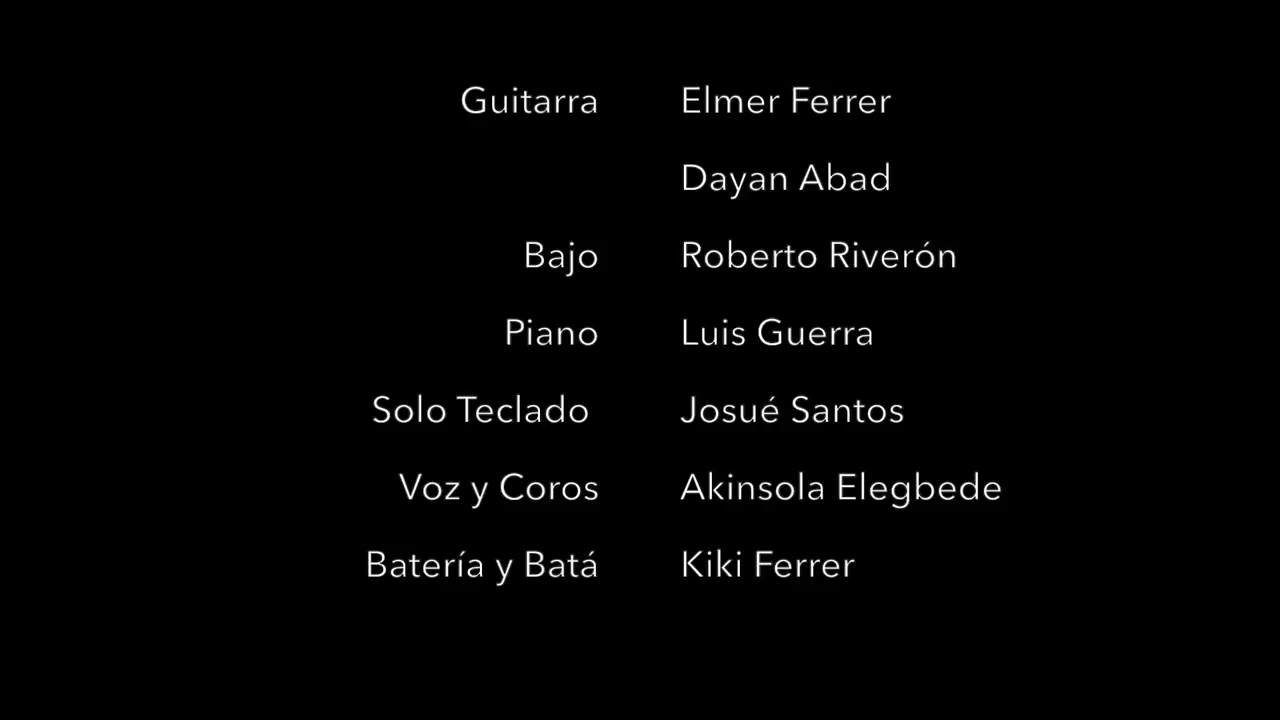 Guitarra Elmer Ferrer
Dayan Abad
Bajo Roberto Riverón
Piano Luis Guerra
Solo Teclado Josué Santos
Voz y Coros Akinsola Elegbede
Batería y Batá Kiki Ferrer